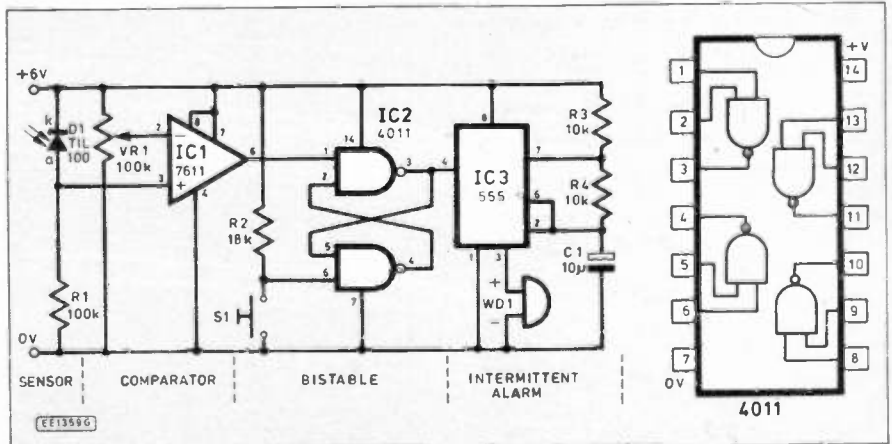 +6V
k
D1
TIL
100
a
VR1
100k
2
−
3
+
IC1
7611
8
7
6
4
R1
100k
0V
R2
18k
S1
IC2
4011
14
1
2
3
5
6
4
7
4
8
IC3
555
7
6
2
1
3
+
WD1
−
R3
10k
R4
10k
C1
10µ
SENSOR
COMPARATOR
BISTABLE
INTERMITTENT
ALARM
EE1359G
1
2
3
4
5
6
7
0V
+V
14
13
12
11
10
9
8
4011